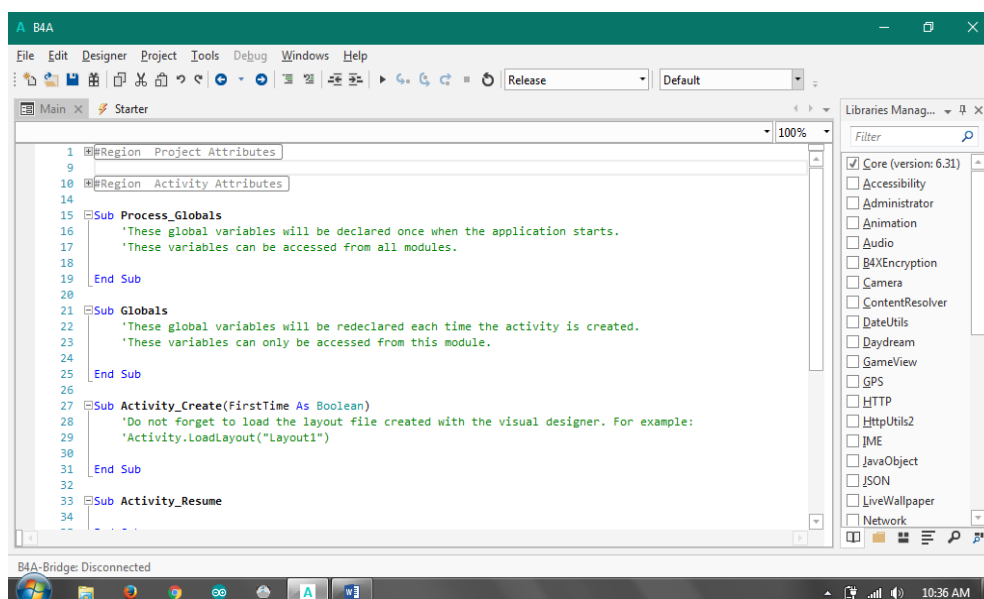 A B4A
File Edit Designer Project Tools Debug Windows Help
Release Default
Main Starter
Libraries Manag...
100%
Filter
1 #Region Project Attributes
9
10 #Region Activity Attributes
14
15 Sub Process_Globals
16 'These global variables will be declared once when the application starts.
17 'These variables can be accessed from all modules.
18
19 End Sub
20
21 Sub Globals
22 'These global variables will be redeclared each time the activity is created.
23 'These variables can only be accessed from this module.
24
25 End Sub
26
27 Sub Activity_Create(FirstTime As Boolean)
28 'Do not forget to load the layout file created with the visual designer. For example:
29 'Activity.LoadLayout("Layout1")
30
31 End Sub
32
33 Sub Activity_Resume
34
Core (version: 6.31)
Accessibility
Administrator
Animation
Audio
B4XEncryption
Camera
ContentResolver
DateUtils
Daydream
GameView
GPS
HTTP
HttpUtils2
IME
JavaObject
JSON
LiveWallpaper
Network
B4A-Bridge: Disconnected
A W 10:36 AM